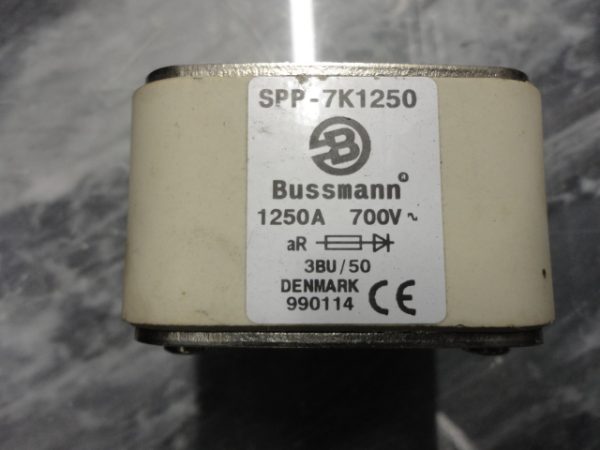 SPP-7K1250
B
Bussmann®
1250A 700V~
aR
3BU/50
DENMARK
990114 CE